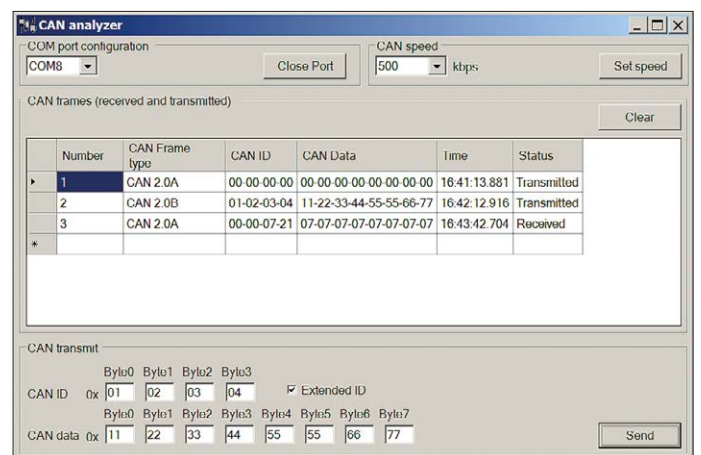 CAN analyzer
COM port configuration
CAN speed
COM8
Close Port
500
kbps
Set speed
CAN frames (received and transmitted)
Clear
Number CAN Frame type CAN ID CAN Data Time Status
1 CAN 2.0A 00-00-00-00 00-00-00-00-00-00-00-00 16:41:13.881 Transmitted
2 CAN 2.0B 01-02-03-04 11-22-33-44-55-55-66-77 16:42:12.916 Transmitted
3 CAN 2.0A 00-00-07-21 07-07-07-07-07-07-07-07 16:43:42.704 Received
*
CAN transmit
Byte0 Byte1 Byte2 Byte3
CAN ID 0x 01 02 03 04 Extended ID
Byte0 Byte1 Byte2 Byte3 Byte4 Byte5 Byte6 Byte7
CAN data 0x 11 22 33 44 55 55 66 77 Send